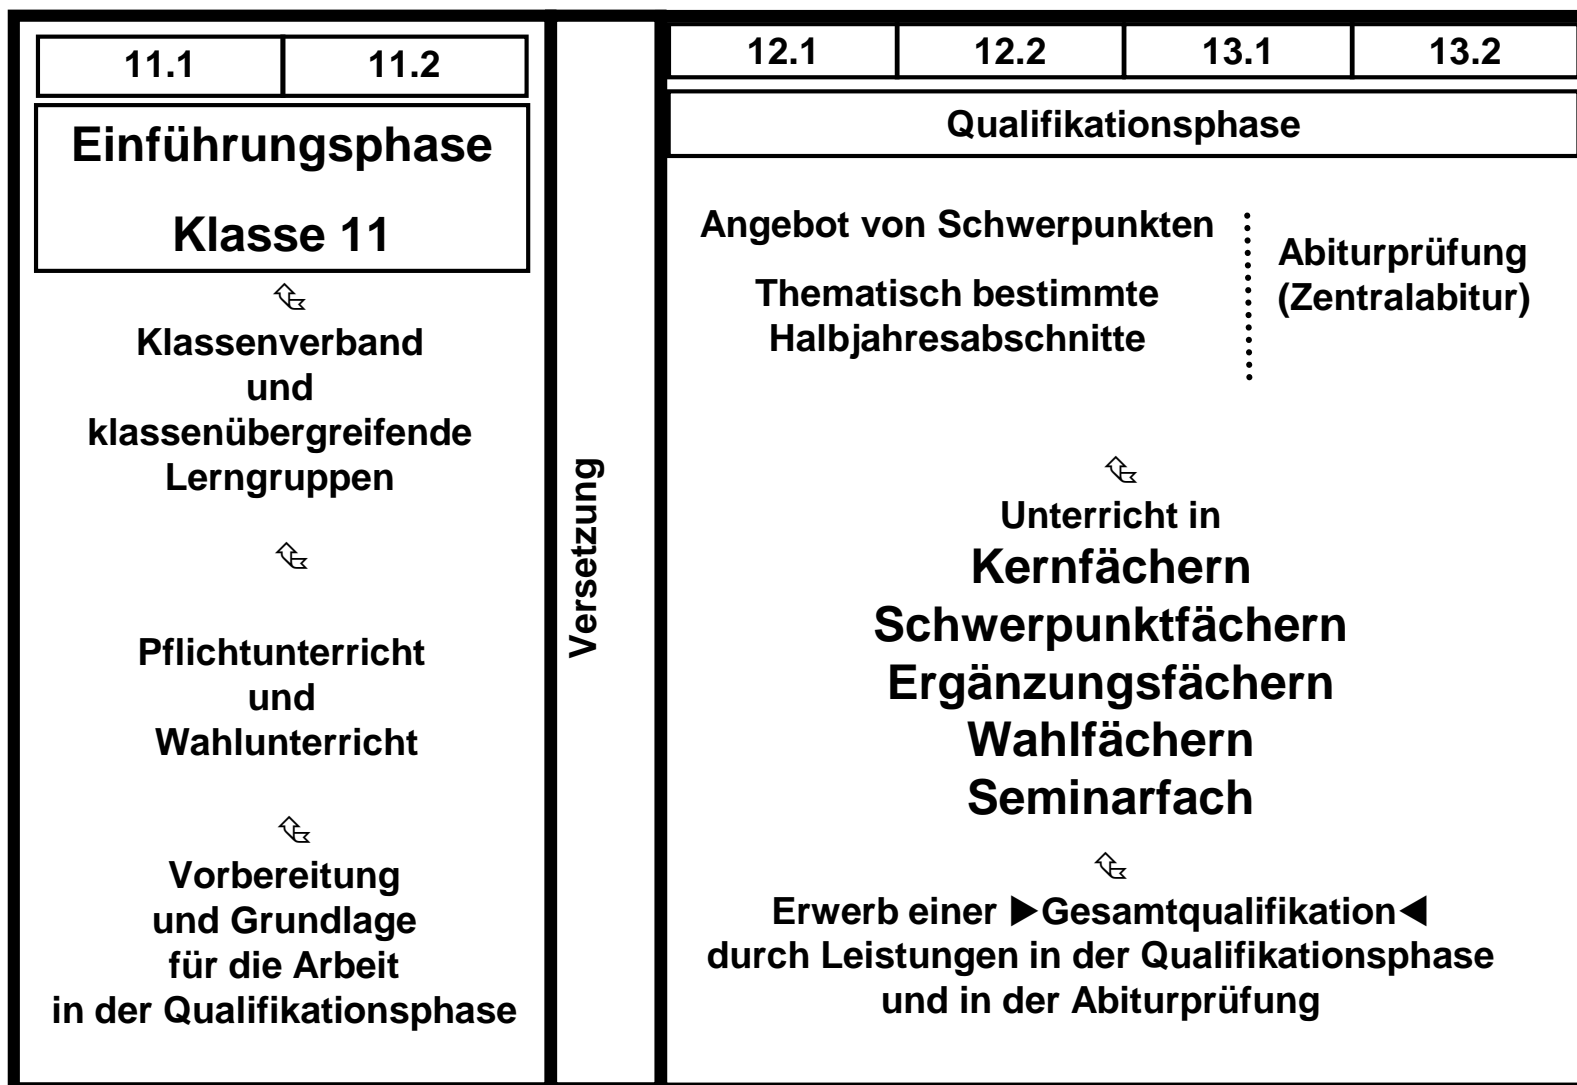 11.1 11.2
Einführungsphase
Klasse 11
Klassenverband
und
klassenübergreifende
Lerngruppen
Pflichtunterricht
und
Wahlunterricht
Vorbereitung
und Grundlage
für die Arbeit
in der Qualifikationsphase
Versetzung
12.1 12.2 13.1 13.2
Qualifikationsphase
Angebot von Schwerpunkten
Thematisch bestimmte
Halbjahresabschnitte
Abiturprüfung
(Zentralabitur)
Unterricht in
Kernfächern
Schwerpunktfächern
Ergänzungsfächern
Wahlfächern
Seminarfach
Erwerb einer ▶Gesamtqualifikation◀
durch Leistungen in der Qualifikationsphase
und in der Abiturprüfung